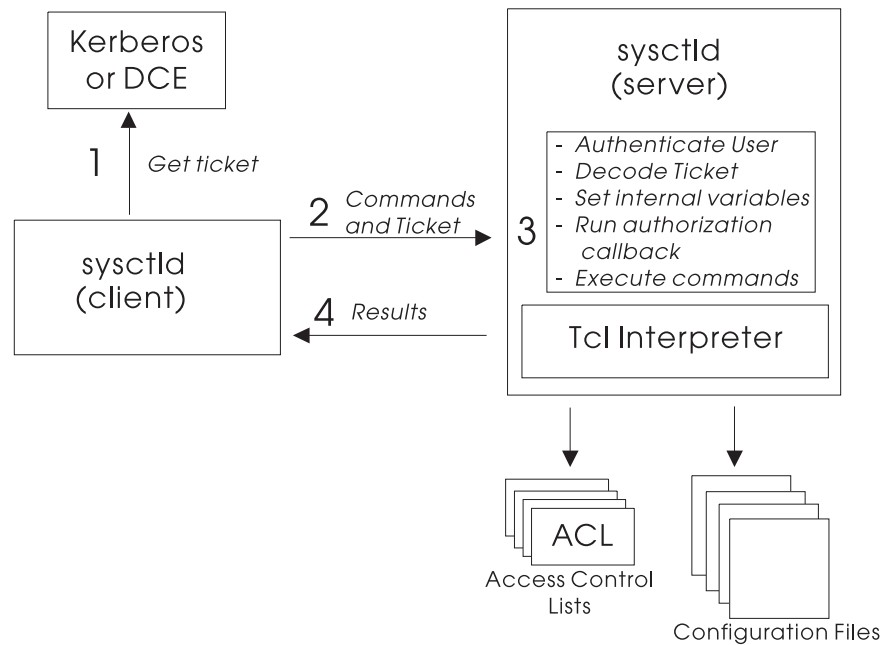 Kerberos
or DCE
1 Get ticket
sysctld
(client)
2 Commands
and Ticket
4 Results
sysctld
(server)
3
- Authenticate User
- Decode Ticket
- Set internal variables
- Run authorization
callback
- Execute commands
Tcl Interpreter
ACL
Access Control
Lists
Configuration Files